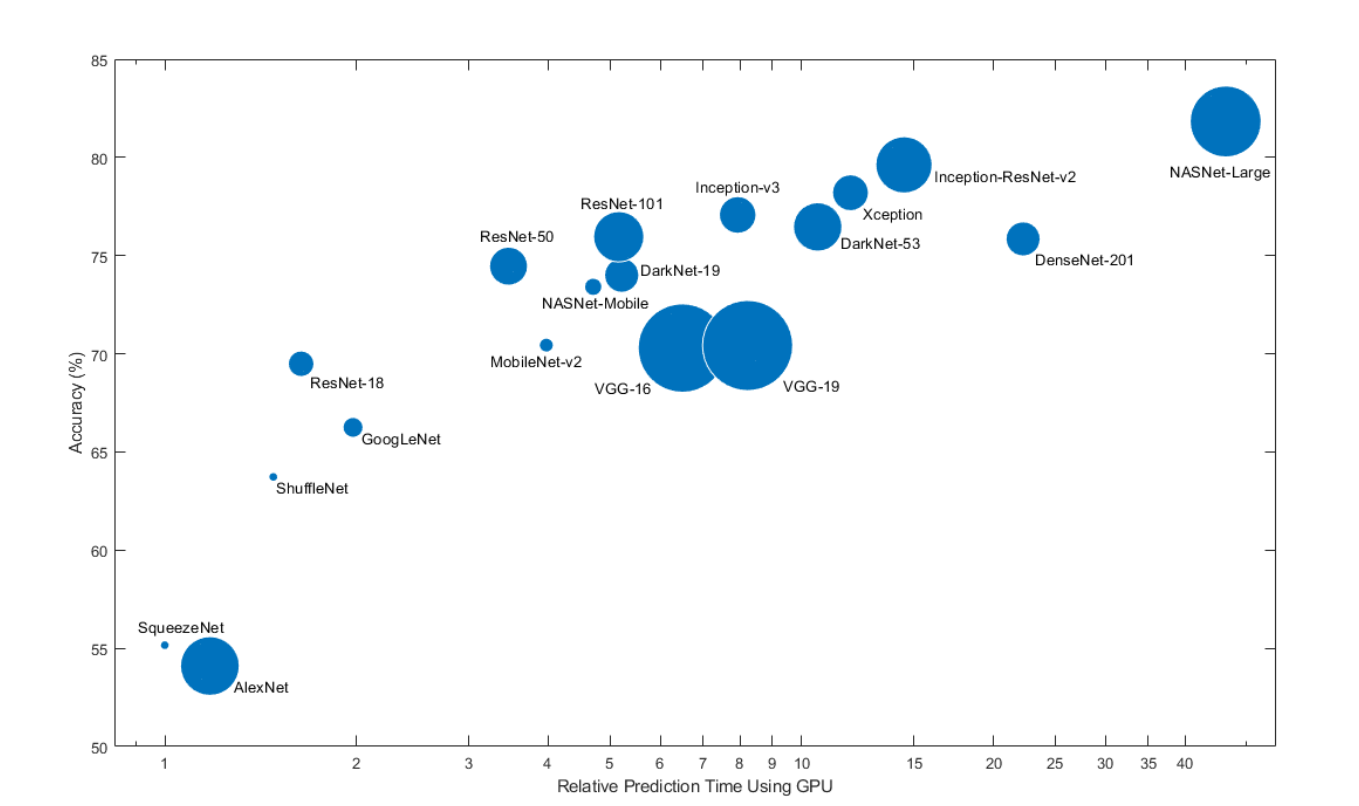 85
80
75
70
65
60
55
50
Accuracy (%)
NASNet-Large
Inception-ResNet-v2
Inception-v3
Xception
ResNet-101
DarkNet-53
ResNet-50
DenseNet-201
DarkNet-19
NASNet-Mobile
MobileNet-v2
ResNet-18
VGG-16
VGG-19
GoogLeNet
ShuffleNet
SqueezeNet
AlexNet
1 2 3 4 5 6 7 8 9 10 15 20 25 30 35 40
Relative Prediction Time Using GPU